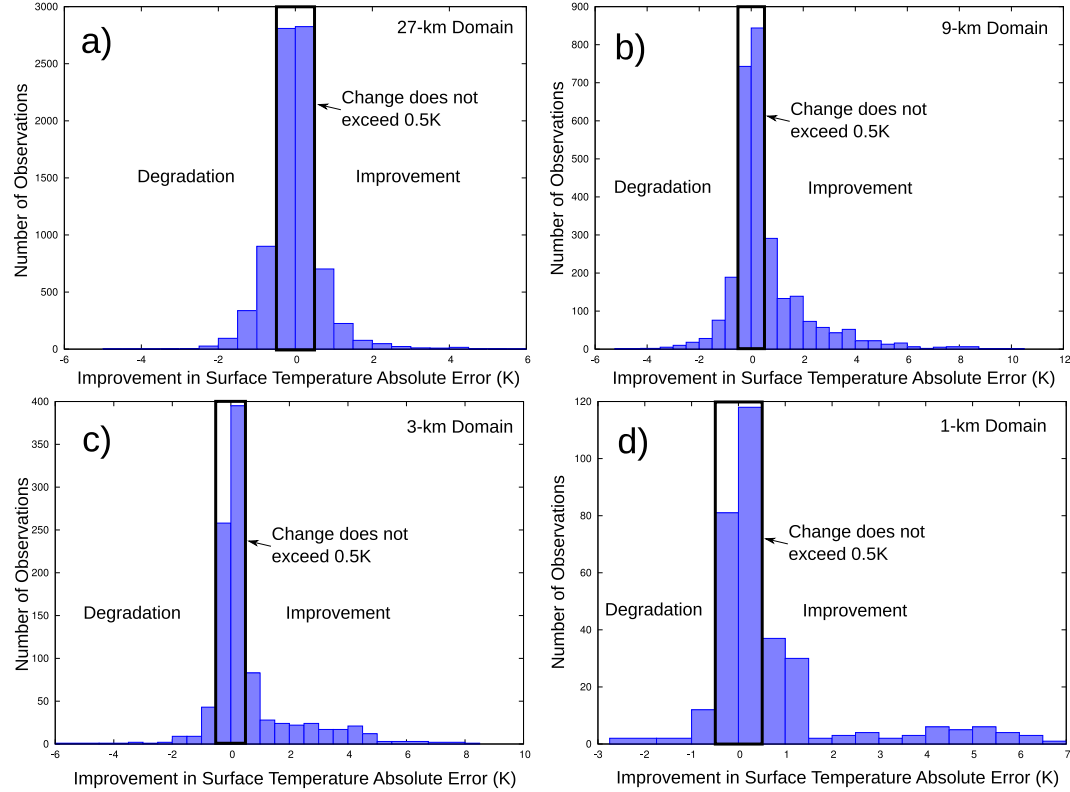 a)
27-km Domain
Number of Observations
3000
2500
2000
1500
1000
500
0
Change does not
exceed 0.5K
Degradation
Improvement
-6 -4 -2 0 2 4 6
Improvement in Surface Temperature Absolute Error (K)
b)
9-km Domain
Number of Observations
900
800
700
600
500
400
300
200
100
0
Change does not
exceed 0.5K
Degradation
Improvement
-6 -4 -2 0 2 4 6 8 10 12
Improvement in Surface Temperature Absolute Error (K)
c)
3-km Domain
Number of Observations
400
350
300
250
200
150
100
50
0
Change does not
exceed 0.5K
Degradation
Improvement
-6 -4 -2 0 2 4 6 8 10
Improvement in Surface Temperature Absolute Error (K)
d)
1-km Domain
Number of Observations
120
100
80
60
40
20
0
Change does not
exceed 0.5K
Degradation
Improvement
-3 -2 -1 0 1 2 3 4 5 6 7
Improvement in Surface Temperature Absolute Error (K)